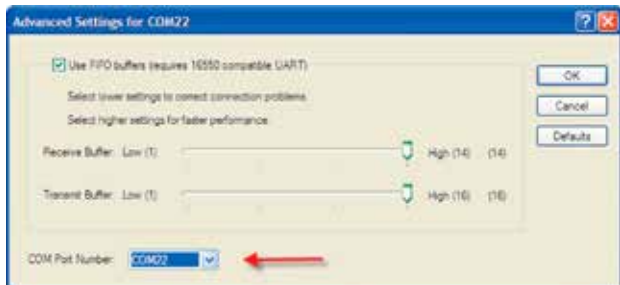 Advanced Settings for COM22
Use FIFO buffers (requires 16550 compatible UART)
OK
Select lower settings to correct connection problems.
Cancel
Select higher settings for faster performance.
Defaults
Receive Buffer: Low (1) High (14) (14)
Transmit Buffer: Low (1) High (16) (16)
COM Port Number: COM22